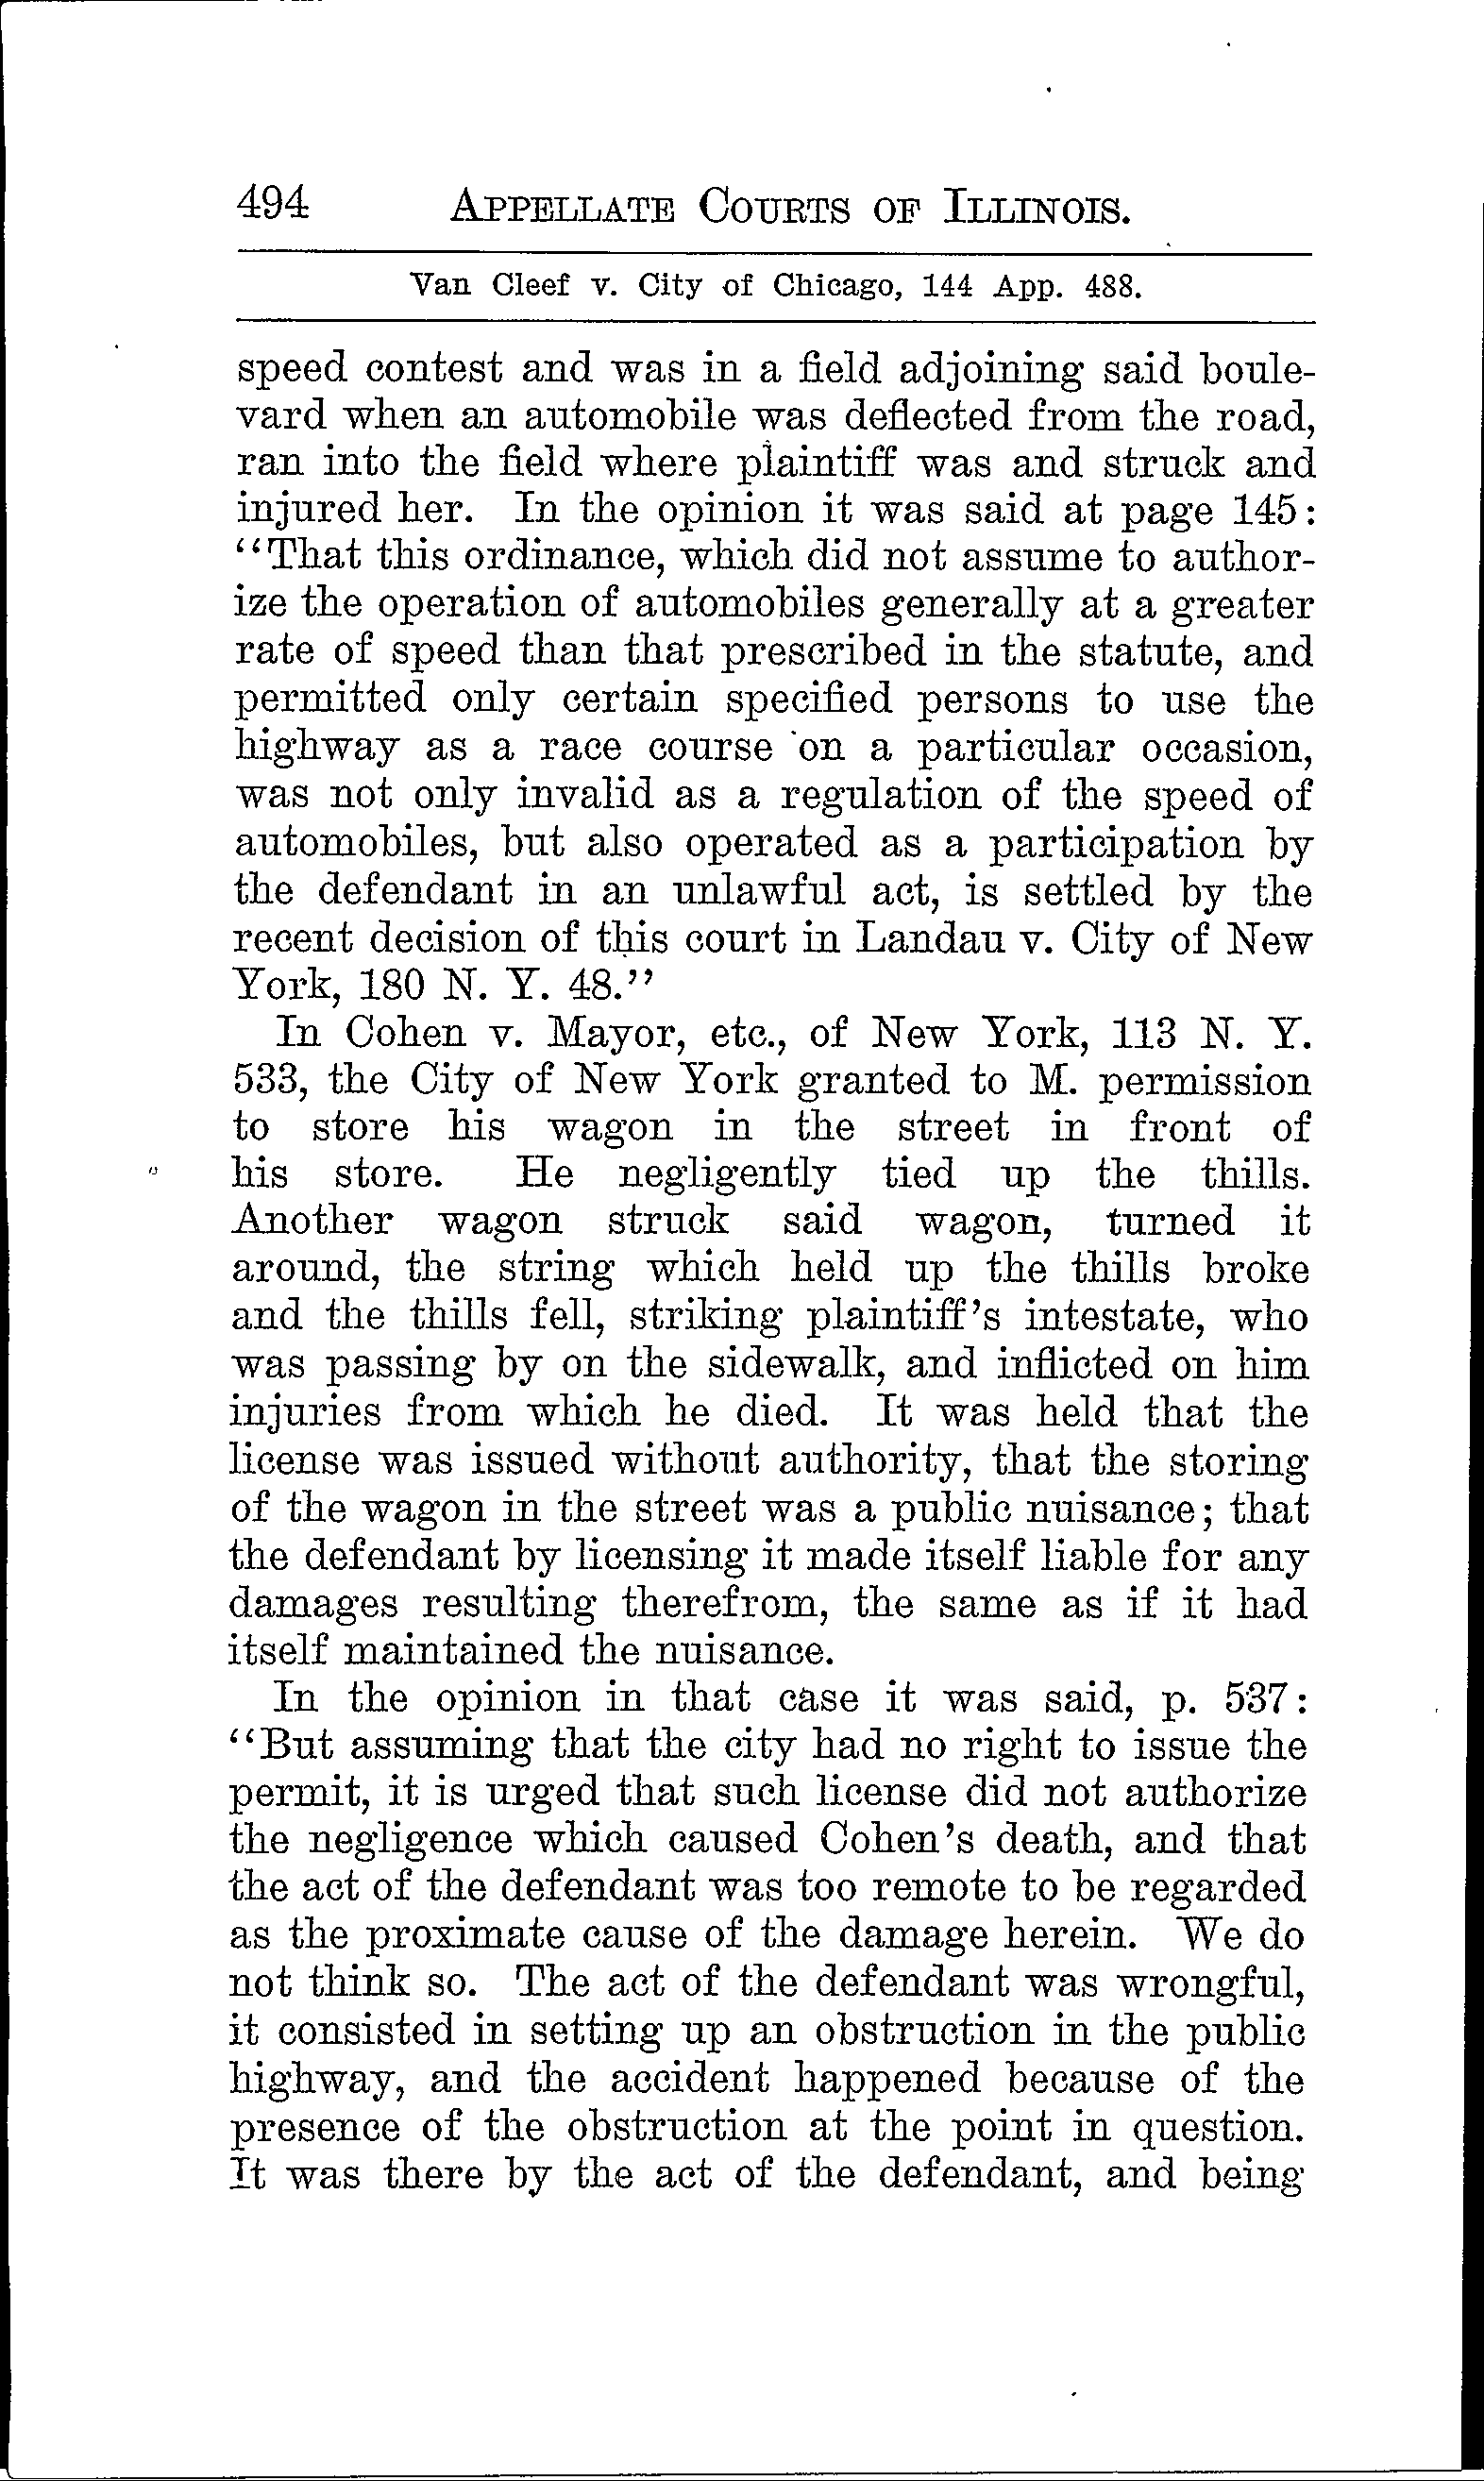 494 APPELLATE COURTS OF ILLINOIS.
Van Cleef v. City of Chicago, 144 App. 488.
speed contest and was in a field adjoining said boule-
vard when an automobile was deflected from the road,
ran into the field where plaintiff was and struck and
injured her. In the opinion it was said at page 145:
"That this ordinance, which did not assume to author-
ize the operation of automobiles generally at a greater
rate of speed than that prescribed in the statute, and
permitted only certain specified persons to use the
highway as a race course on a particular occasion,
was not only invalid as a regulation of the speed of
automobiles, but also operated as a participation by
the defendant in an unlawful act, is settled by the
recent decision of this court in Landau v. City of New
York, 180 N. Y. 48."
In Cohen v. Mayor, etc., of New York, 113 N. Y.
533, the City of New York granted to M. permission
to store his wagon in the street in front of
his store. He negligently tied up the thills.
Another wagon struck said wagon, turned it
around, the string which held up the thills broke
and the thills fell, striking plaintiff's intestate, who
was passing by on the sidewalk, and inflicted on him
injuries from which he died. It was held that the
license was issued without authority, that the storing
of the wagon in the street was a public nuisance; that
the defendant by licensing it made itself liable for any
damages resulting therefrom, the same as if it had
itself maintained the nuisance.
In the opinion in that case it was said, p. 537:
"But assuming that the city had no right to issue the
permit, it is urged that such license did not authorize
the negligence which caused Cohen's death, and that
the act of the defendant was too remote to be regarded
as the proximate cause of the damage herein. We do
not think so. The act of the defendant was wrongful,
it consisted in setting up an obstruction in the public
highway, and the accident happened because of the
presence of the obstruction at the point in question.
It was there by the act of the defendant, and being